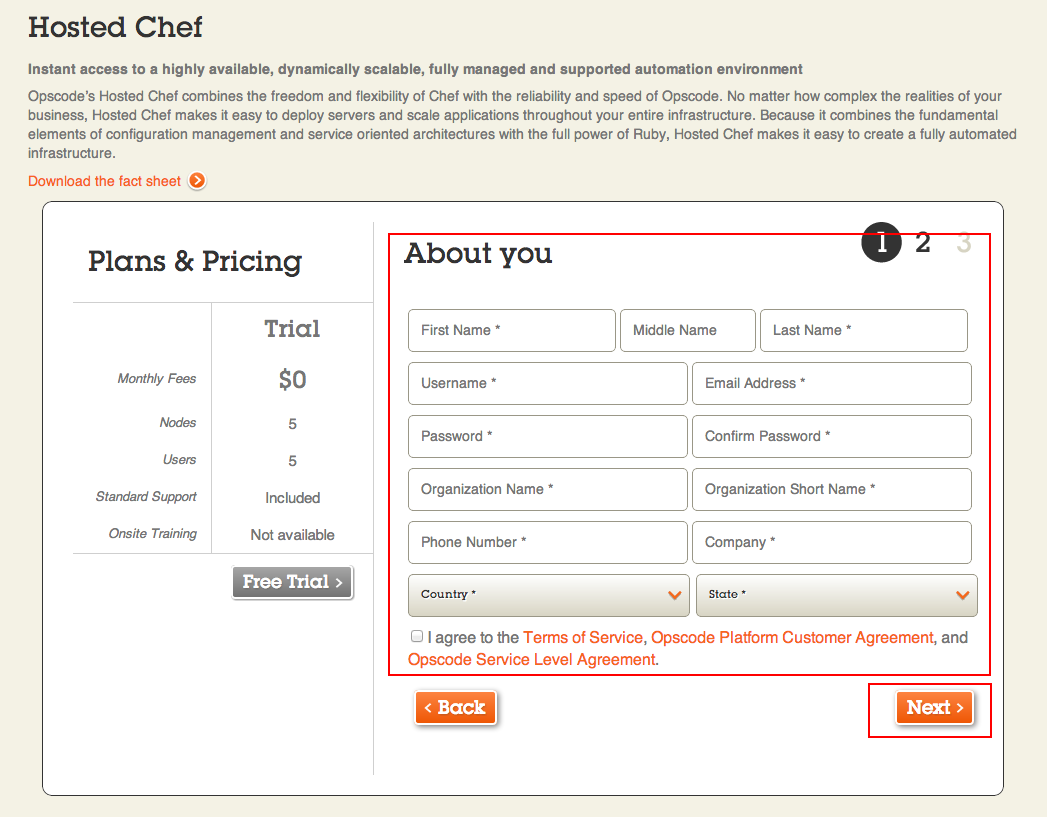 Hosted Chef
Instant access to a highly available, dynamically scalable, fully managed and supported automation environment
Opscode's Hosted Chef combines the freedom and flexibility of Chef with the reliability and speed of Opscode. No matter how complex the realities of your
business, Hosted Chef makes it easy to deploy servers and scale applications throughout your entire infrastructure. Because it combines the fundamental
elements of configuration management and service oriented architectures with the full power of Ruby, Hosted Chef makes it easy to create a fully automated
infrastructure.
Download the fact sheet
Plans & Pricing
Trial
Monthly Fees $0
Nodes 5
Users 5
Standard Support Included
Onsite Training Not available
Free Trial ›
About you
1 2 3
First Name * Middle Name Last Name *
Username * Email Address *
Password * Confirm Password *
Organization Name * Organization Short Name *
Phone Number * Company *
Country * State *
I agree to the Terms of Service, Opscode Platform Customer Agreement, and
Opscode Service Level Agreement.
‹ Back Next ›